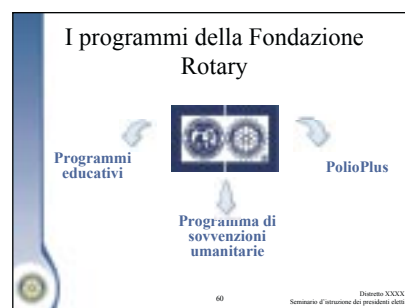 I programmi della Fondazione
Rotary
Programmi
educativi
PolioPlus
Programma di
sovvenzioni
umanitarie
60
Distretto XXXX
Seminario d'istruzione dei presidenti eletti